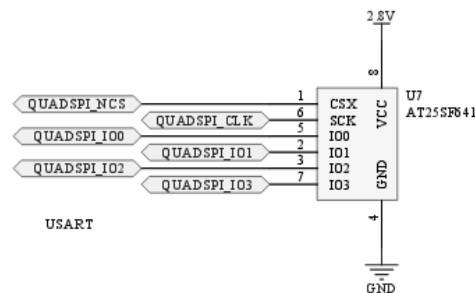 2.8V
8
U7
AT25SF641
QUADSPI_NCS 1 CSX VCC
QUADSPI_CLK 6 SCK
QUADSPI_IO0 5 IO0
QUADSPI_IO1 2 IO1
QUADSPI_IO2 3 IO2 GND
QUADSPI_IO3 7 IO3
4
USART
GND